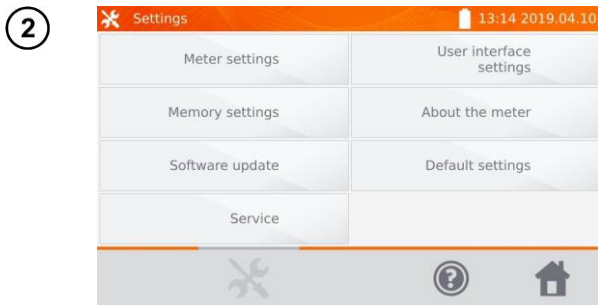 2
Settings
13:14 2019.04.10
Meter settings
User interface
settings
Memory settings
About the meter
Software update
Default settings
Service
?